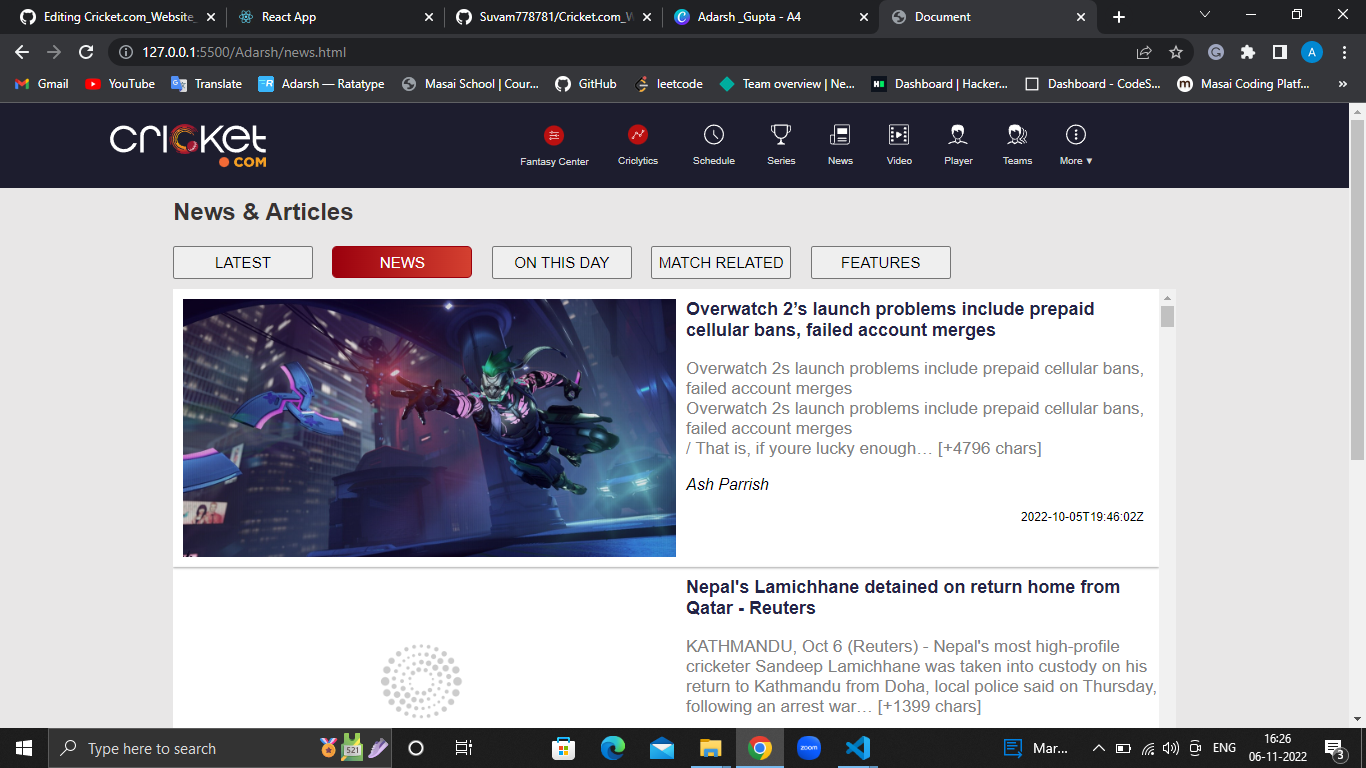 Editing Cricket.com_Website_
React App
Suvam778781/Cricket.com_W
Adarsh _Gupta - A4
Document
127.0.0.1:5500/Adarsh/news.html
A
Gmail
YouTube
Translate
Adarsh — Ratatype
Masai School | Cour...
GitHub
leetcode
Team overview | Ne...
Dashboard | Hacker...
Dashboard - CodeS...
Masai Coding Platf...
»
cricket
.COM
Fantasy Center
Criclytics
Schedule
Series
News
Video
Player
Teams
More ▼
News & Articles
LATEST
NEWS
ON THIS DAY
MATCH RELATED
FEATURES
Overwatch 2’s launch problems include prepaid
cellular bans, failed account merges
Overwatch 2s launch problems include prepaid cellular bans,
failed account merges
Overwatch 2s launch problems include prepaid cellular bans,
failed account merges
/ That is, if youre lucky enough… [+4796 chars]
Ash Parrish
2022-10-05T19:46:02Z
Nepal's Lamichhane detained on return home from
Qatar - Reuters
KATHMANDU, Oct 6 (Reuters) - Nepal's most high-profile
cricketer Sandeep Lamichhane was taken into custody on his
return to Kathmandu from Doha, local police said on Thursday,
following an arrest war… [+1399 chars]
Type here to search
521
zoom
Mar...
ENG
16:26
06-11-2022
3